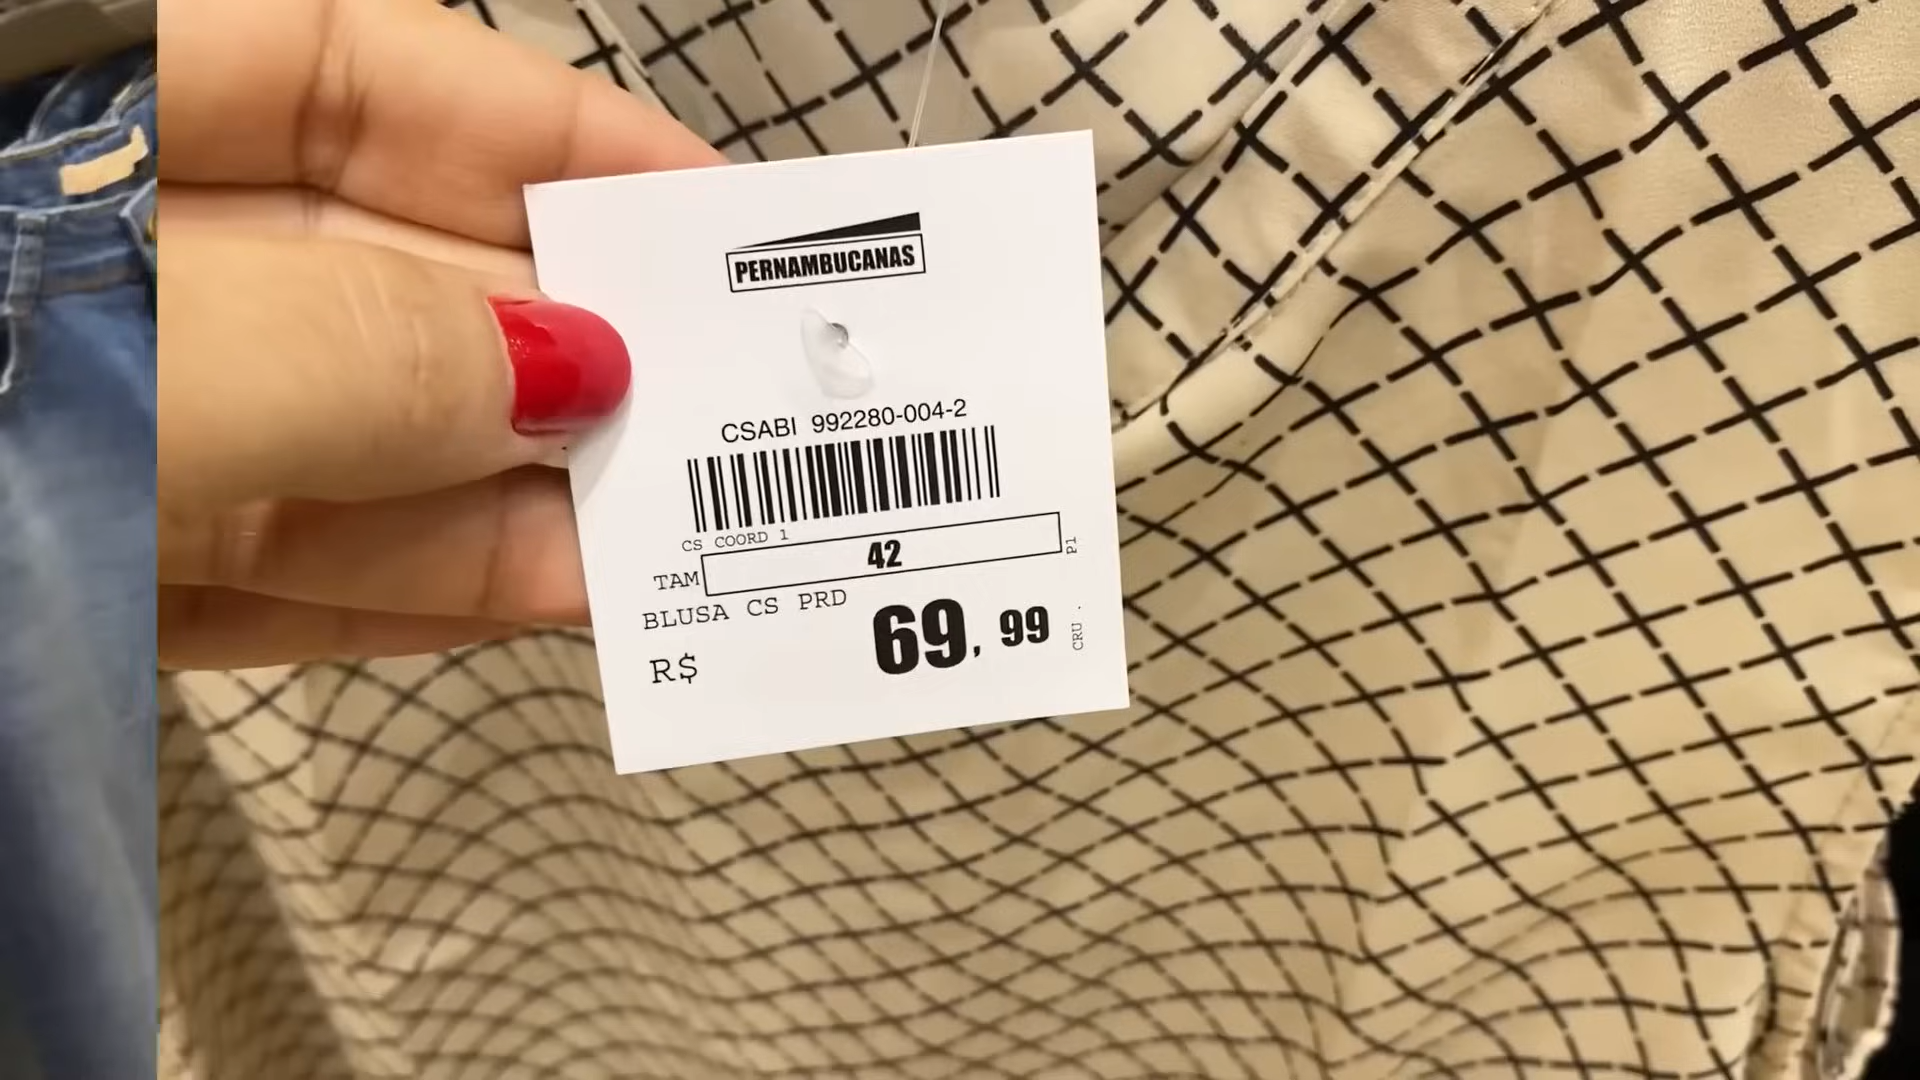 PERNAMBUCANAS
CSABI 992280-004-2
CS COORD 1
TAM 42 P1
BLUSA CS PRD
R$ 69,99 CRU.